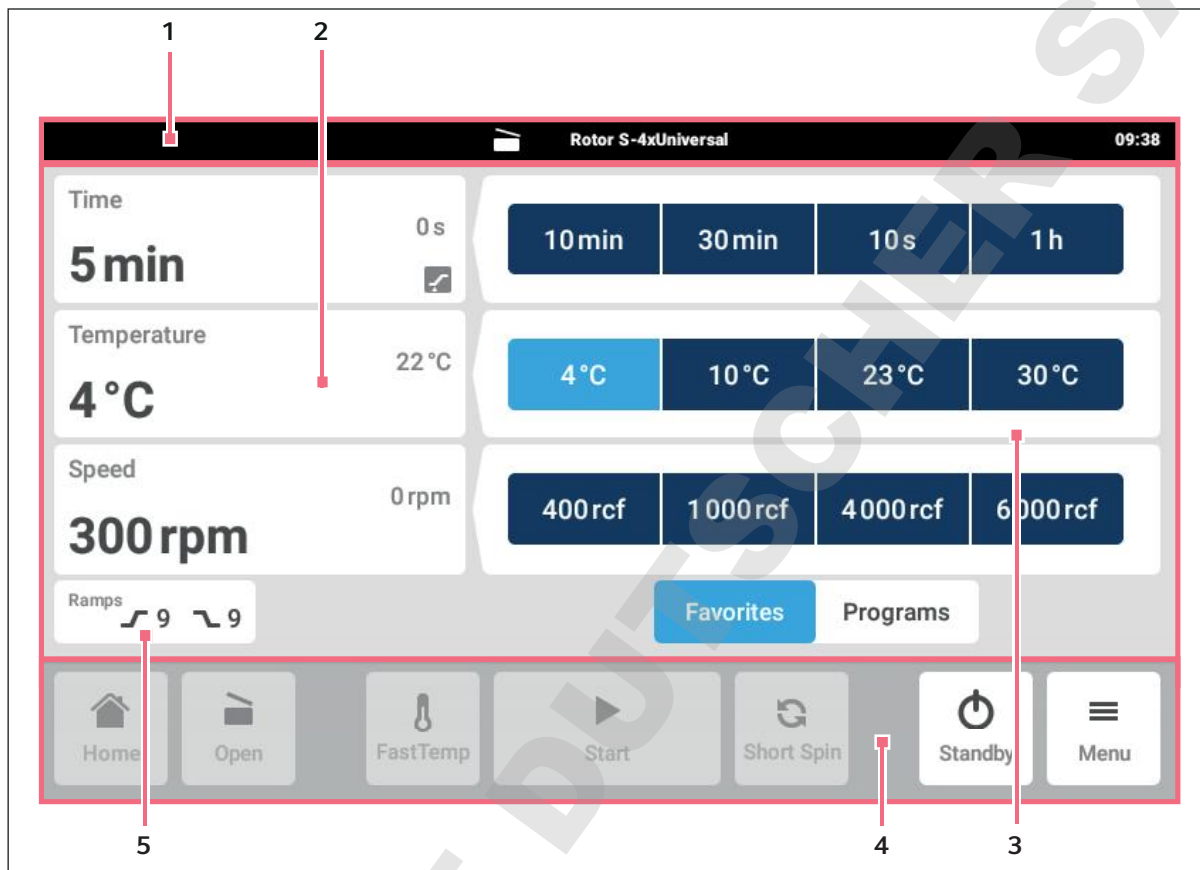 1 2
Rotor S-4xUniversal 09:38
Time
0 s
5 min
10 min 30 min 10 s 1 h
Temperature
22 °C
4 °C
4 °C 10 °C 23 °C 30 °C
Speed
0 rpm
300 rpm
400 rcf 1 000 rcf 4 000 rcf 6 000 rcf
Ramps
9 9
Favorites Programs
Home Open FastTemp Start Short Spin Standby Menu
5 4 3
DUTSCHER SA